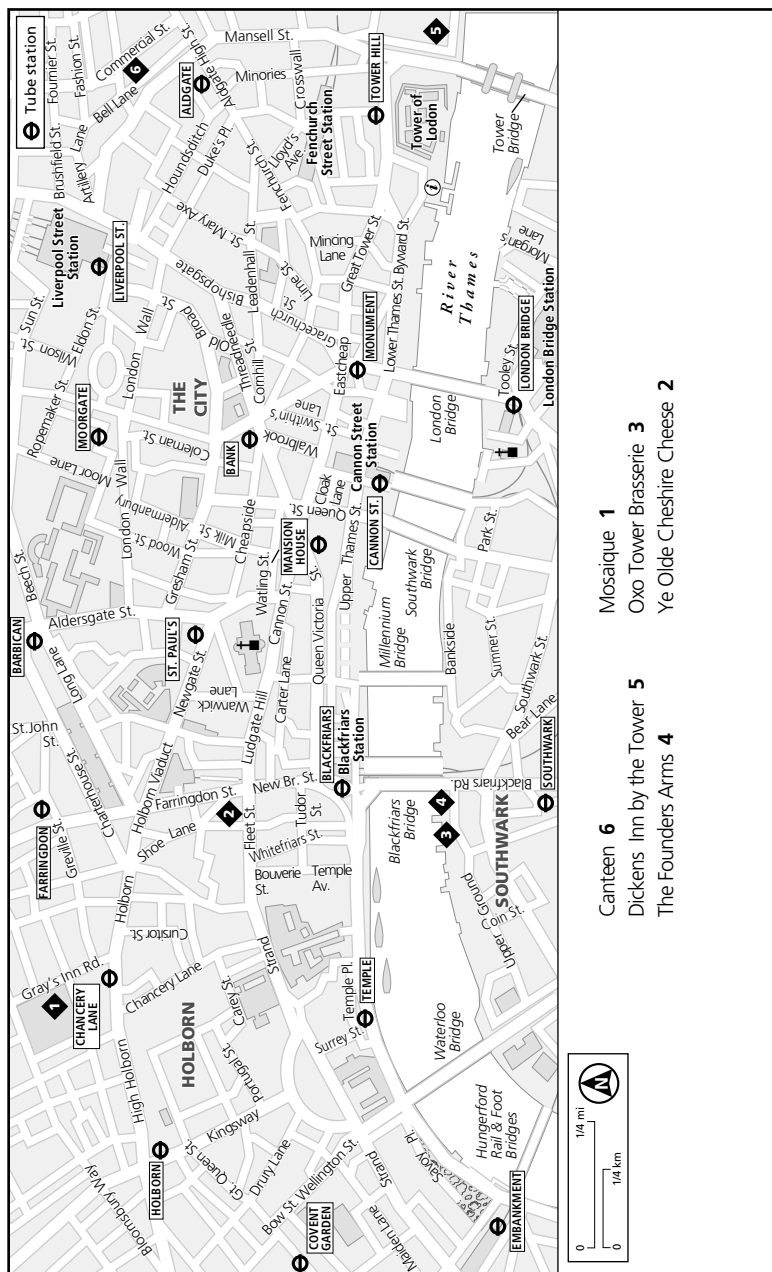 Tube station
Fournier St.
Fashion St.
Commercial St.
6
Brushfield St.
Artillery Lane
Bell Lane
Aldgate High St.
Mansell St.
5
ALDGATE
Minories
Crosswall
TOWER HILL
Houndsditch
Duke's Pl.
Fenchurch St.
Lloyd's
Ave.
Fenchurch
Street Station
Tower of
Lodon
Tower
Bridge
Liverpool Street
Station
LIVERPOOL ST.
St. Mary Axe
Mincing
Lane
Great Tower St.
Byward St.
i
Morgan's
Lane
Sun St.
Wilson St.
Eldon St.
Bishopsgate
Leadenhall St.
Lime St.
Gracechurch St.
Lower Thames St.
River
Thames
Ropemaker St.
MOORGATE
London Wall
Old Broad St.
Threadneedle St.
Cornhill
Eastcheap
MONUMENT
Tooley St.
LONDON BRIDGE
London Bridge Station
THE
CITY
Moor Lane
Coleman St.
BANK
Walbrook
St. Swithin's
Lane
London
Bridge
London Wall
Aldermanbury
Milk St.
Wood St.
Gresham St.
Cheapside
Cloak
Lane
Queen St.
Cannon Street
Station
CANNON ST.
MANSION
HOUSE
Upper Thames St.
Southwark
Bridge
Park St.
Beech St.
BARBICAN
Aldersgate St.
Long Lane
ST. PAUL'S
Watling St.
Cannon St.
Queen Victoria St.
Millennium
Bridge
Bankside
Sumner St.
Southwark St.
Bear Lane
St. John
St.
Newgate St.
Warwick
Lane
Ludgate Hill
Carter Lane
FARRINGDON
Charterhouse St.
Greville St.
Holborn Viaduct
Farringdon St.
New Br. St.
BLACKFRIARS
Blackfriars
Station
Blackfriars Rd.
SOUTHWARK
Shoe Lane
2
Fleet St.
Tudor
St.
Whitefriars St.
Blackfriars
Bridge
4
3
SOUTHWARK
Holborn
Bouverie
St.
Temple
Av.
Upper Ground
Coin St.
Gray's Inn Rd.
Cursitor St.
Chancery Lane
Strand
1
CHANCERY
LANE
HOLBORN
Carey St.
Temple Pl.
TEMPLE
Waterloo
Bridge
High Holborn
Portugal St.
Surrey St.
HOLBORN
Kingsway
Gt. Queen St.
Drury Lane
Bloomsbury Way
Bow St.
Wellington St.
Strand
Savoy Pl.
Hungerford
Rail & Foot
Bridges
COVENT
GARDEN
Maiden Lane
EMBANKMENT
0 1/4 mi
0 1/4 km
N
Canteen 6
Dickens Inn by the Tower 5
The Founders Arms 4
Mosaique 1
Oxo Tower Brasserie 3
Ye Olde Cheshire Cheese 2